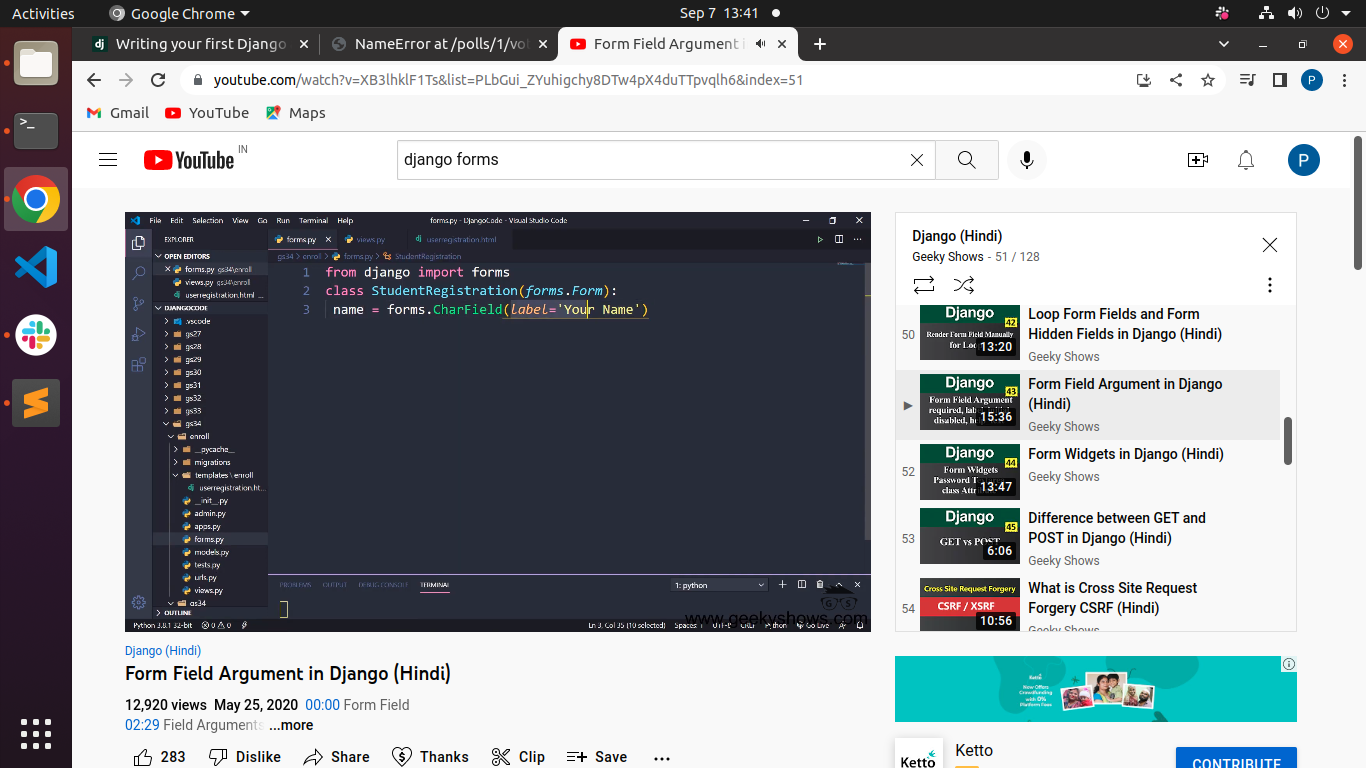 Activities
Google Chrome
Sep 7 13:41
Writing your first Django
NameError at /polls/1/vot
Form Field Argument i
youtube.com/watch?v=XB3lhklF1Ts&list=PLbGui_ZYuhigchy8DTw4pX4duTTpvqlh6&index=51
P
Gmail
YouTube
Maps
YouTube IN
django forms
P
File Edit Selection View Go Run Terminal Help
forms.py - DjangoCode - Visual Studio Code
EXPLORER
OPEN EDITORS
forms.py gs34\enroll
views.py gs34\enroll
userregistration.html ...
DJANGOCODE
.vscode
gs27
gs28
gs29
gs30
gs31
gs32
gs33
gs34
enroll
__pycache__
migrations
templates \ enroll
userregistration.ht...
__init__.py
admin.py
apps.py
forms.py
models.py
tests.py
urls.py
views.py
gs34
OUTLINE
forms.py
views.py
userregistration.html
gs34 > enroll > forms.py > StudentRegistration
1 from django import forms
2 class StudentRegistration(forms.Form):
3 name = forms.CharField(label='Your Name')
PROBLEMS OUTPUT DEBUG CONSOLE TERMINAL
1: python
GS
www.geekyshows.com
Python 3.8.1 32-bit
0 0
Ln 3, Col 35 (10 selected)
Spaces: 1
UTF-8
CRLF
Python
Go Live
Django (Hindi)
Form Field Argument in Django (Hindi)
12,920 views May 25, 2020 00:00 Form Field
02:29 Field Arguments ...more
283
Dislike
Share
Thanks
Clip
Save
Django (Hindi)
Geeky Shows - 51 / 128
50
Django
42
Render Form Field Manually
for Loo
13:20
Loop Form Fields and Form
Hidden Fields in Django (Hindi)
Geeky Shows
Django
43
Form Field Argument
required, lab
disabled, h
15:36
Form Field Argument in Django
(Hindi)
Geeky Shows
52
Django
44
Form Widgets
Password T
class Att
13:47
Form Widgets in Django (Hindi)
Geeky Shows
53
Django
45
GET vs POST
6:06
Difference between GET and
POST in Django (Hindi)
Geeky Shows
54
Cross Site Request Forgery
CSRF / XSRF
10:56
What is Cross Site Request
Forgery CSRF (Hindi)
Geeky Shows
Ketto
Now Offers
Crowdfunding
with 0%
Platform Fees
Ketto
Ketto
CONTRIBUTE